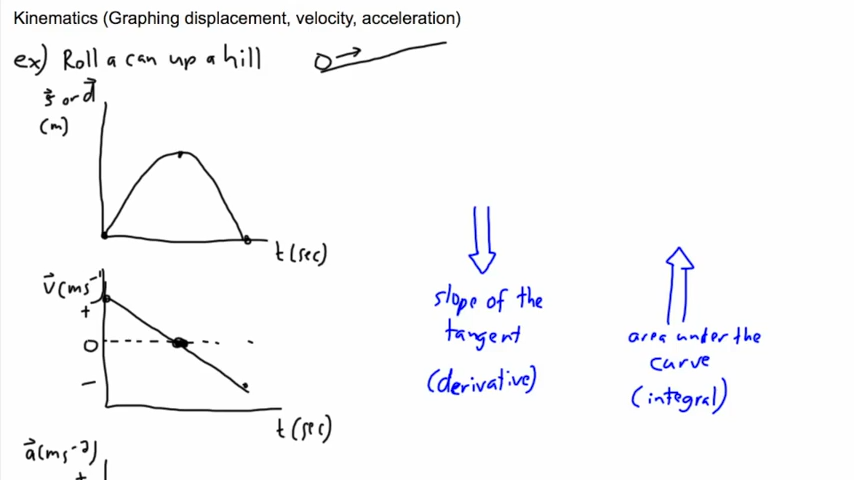 Kinematics (Graphing displacement, velocity, acceleration)
ex) Roll a can up a hill
s⃗ or d⃗
(m)
t (sec)
v⃗ (ms⁻¹)
+
0
−
t (sec)
a⃗ (ms⁻²)
+
slope of the
tangent
(derivative)
area under the
curve
(integral)